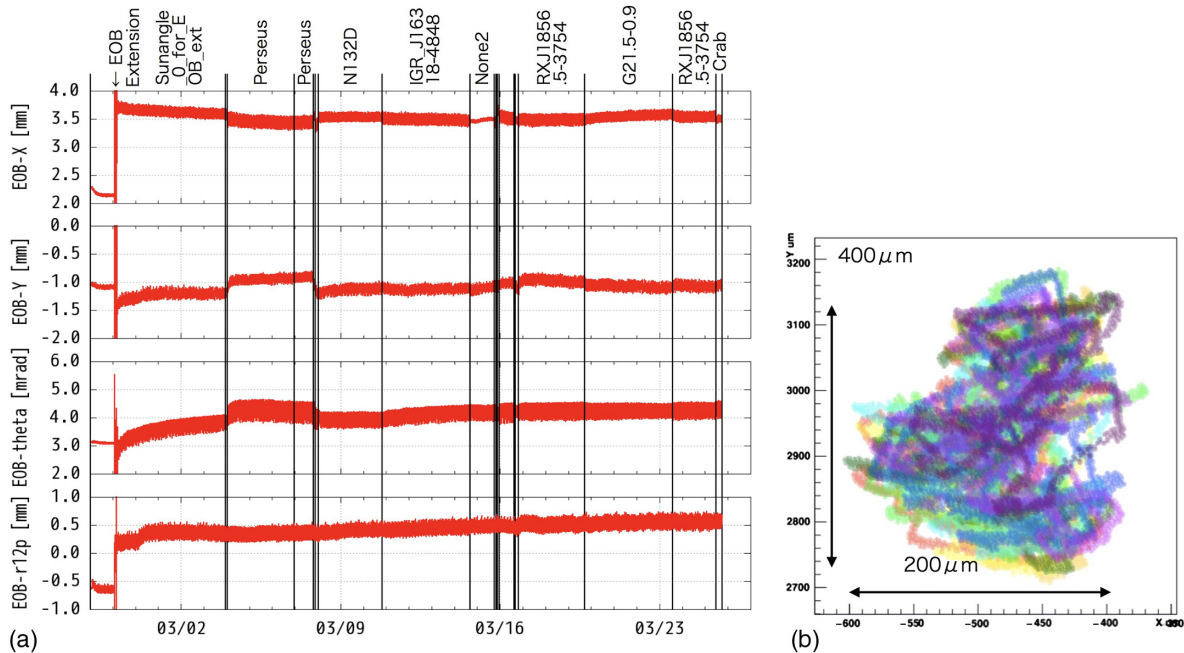 ← EOB
Extension
Sunangle
_0_for_E
OB_ext
Perseus
Perseus
N132D
IGR_J163
18-4848
None2
RXJ1856
.5-3754
G21.5-0.9
RXJ1856
.5-3754
Crab
EOB-X [mm]
4.0
3.5
3.0
2.5
2.0
EOB-Y [mm]
0.0
-0.5
-1.0
-1.5
-2.0
EOB-theta [mrad]
6.0
5.0
4.0
3.0
2.0
EOB-r12p [mm]
1.0
0.5
0.0
-0.5
-1.0
03/02
03/09
03/16
03/23
(a)
Y um
3200
3100
3000
2900
2800
2700
400μm
200μm
-600
-550
-500
-450
-400
X
(b)